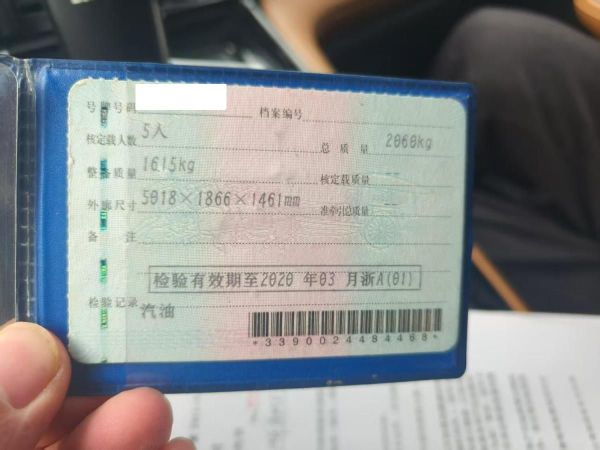 号牌号码 档案编号
核定载人数 5人 总质量 2060kg
整备质量 1615kg 核定载质量 --
外廓尺寸 5018×1866×1461mm 准牵引总质量 --
备注
检验有效期至2020年03月浙A(01)
检验记录 汽油
*3390024484468*